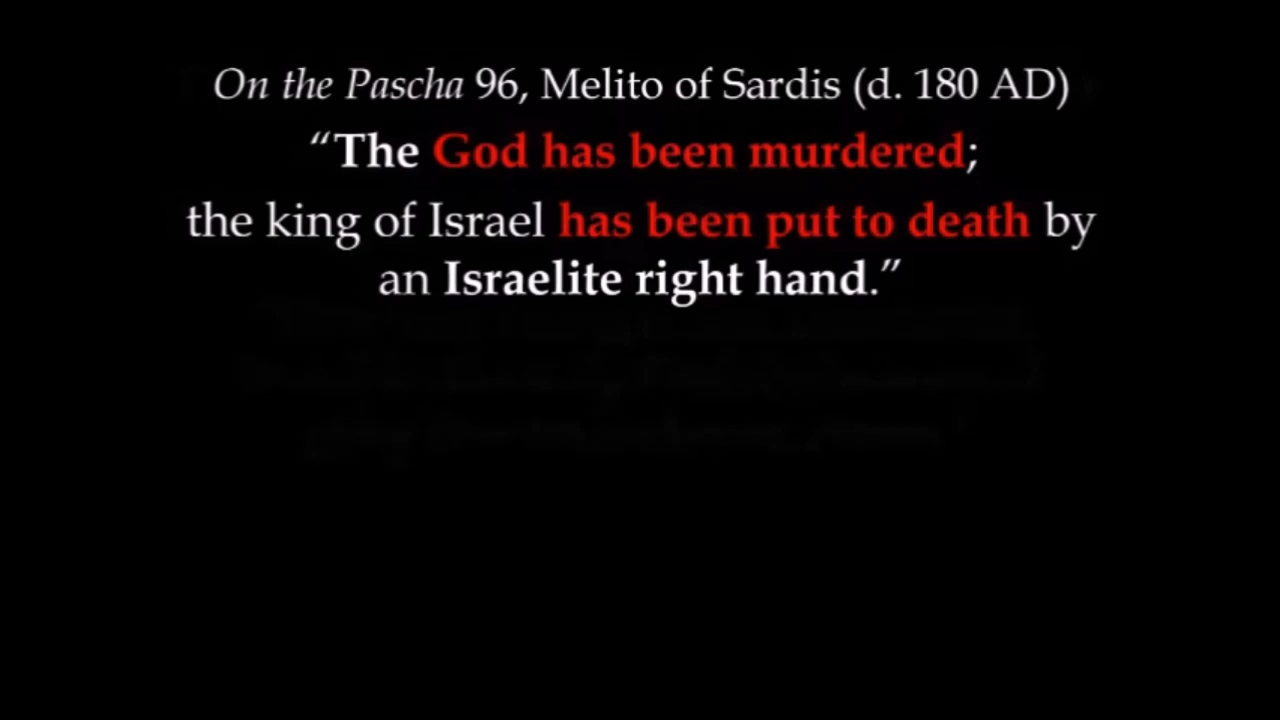 On the Pascha 96, Melito of Sardis (d. 180 AD)
“The God has been murdered;
the king of Israel has been put to death by
an Israelite right hand.”